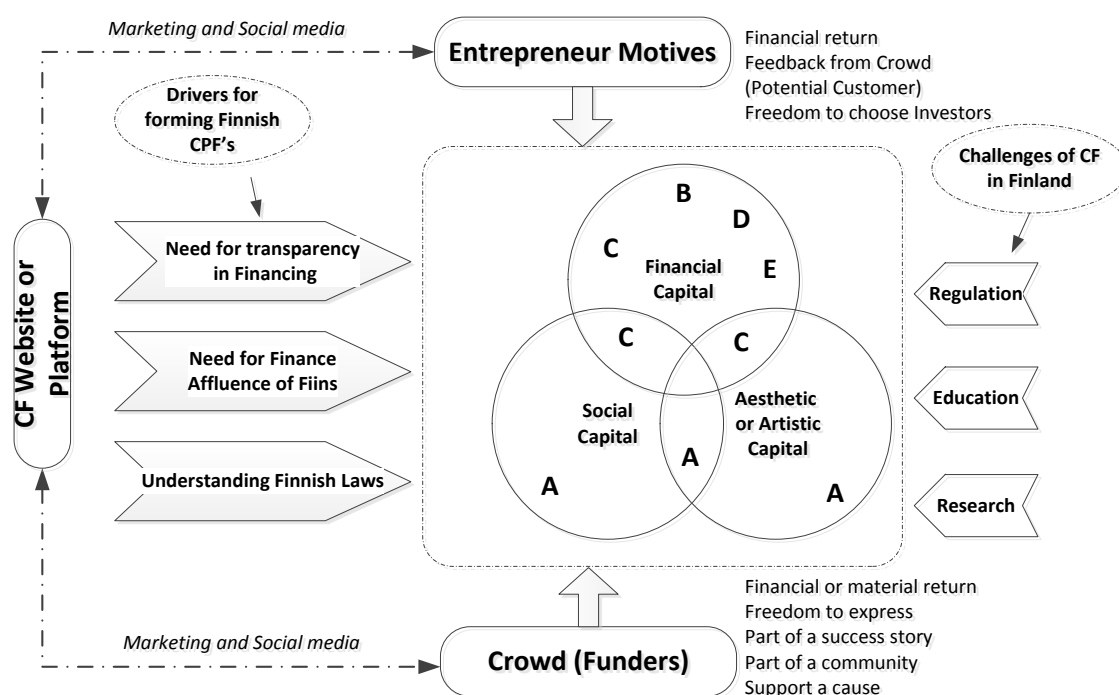 Marketing and Social media
Entrepreneur Motives
Financial return
Feedback from Crowd
(Potential Customer)
Freedom to choose Investors
Drivers for
forming Finnish
CPF's
Challenges of CF
in Finland
CF Website or
Platform
Need for transparency
in Financing
Need for Finance
Affluence of Fiins
Understanding Finnish Laws
B
D
C
E
Financial
Capital
C
C
Social
Capital
Aesthetic
or Artistic
Capital
A
A
A
Regulation
Education
Research
Marketing and Social media
Crowd (Funders)
Financial or material return
Freedom to express
Part of a success story
Part of a community
Support a cause